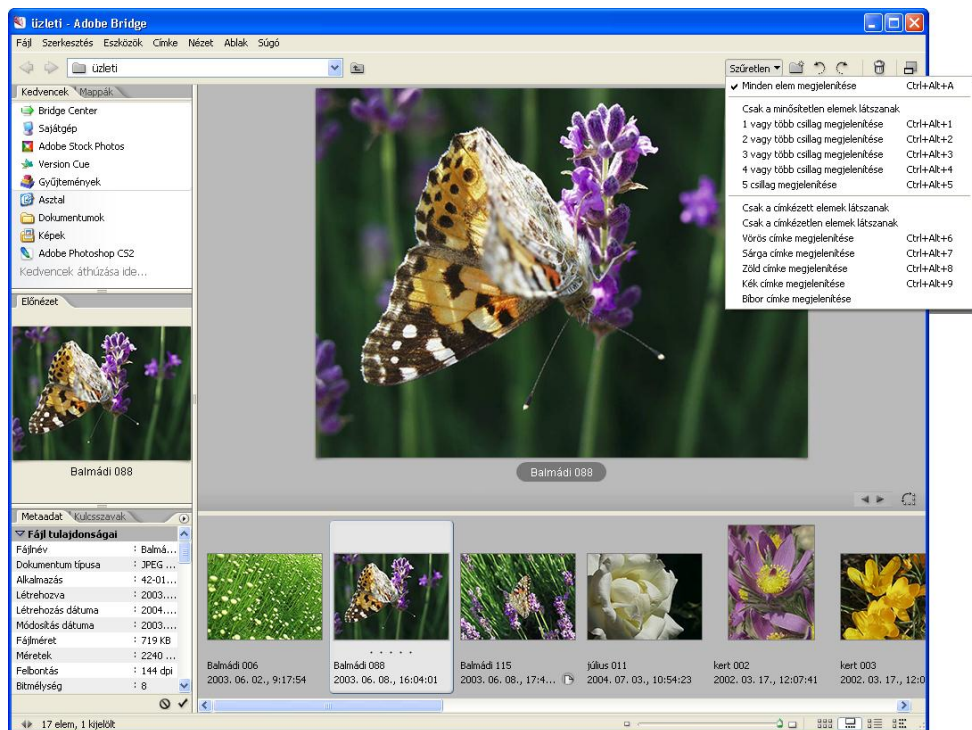 üzleti - Adobe Bridge
Fájl Szerkesztés Eszközök Címke Nézet Ablak Súgó
üzleti
Szűretlen
Kedvencek Mappák
Bridge Center
Sajátgép
Adobe Stock Photos
Version Cue
Gyűjtemények
Asztal
Dokumentumok
Képek
Adobe Photoshop CS2
Kedvencek áthúzása ide...
Minden elem megjelenítése Ctrl+Alt+A
Csak a minősítetlen elemek látszanak
1 vagy több csillag megjelenítése Ctrl+Alt+1
2 vagy több csillag megjelenítése Ctrl+Alt+2
3 vagy több csillag megjelenítése Ctrl+Alt+3
4 vagy több csillag megjelenítése Ctrl+Alt+4
5 csillag megjelenítése Ctrl+Alt+5
Csak a címkézett elemek látszanak
Csak a címkézetlen elemek látszanak
Vörös címke megjelenítése Ctrl+Alt+6
Sárga címke megjelenítése Ctrl+Alt+7
Zöld címke megjelenítése Ctrl+Alt+8
Kék címke megjelenítése Ctrl+Alt+9
Bíbor címke megjelenítése
Előnézet
Balmádi 088
Balmádi 088
Metaadat Kulcsszavak
Fájl tulajdonságai
Fájlnév : Balmá...
Dokumentum típusa : JPEG ...
Alkalmazás : 42-01...
Létrehozva : 2003....
Létrehozás dátuma : 2004....
Módosítás dátuma : 2003....
Fájlméret : 719 KB
Méretek : 2240 ...
Felbontás : 144 dpi
Bitmélység : 8
Balmádi 006
2003. 06. 02., 9:17:54
Balmádi 088
2003. 06. 08., 16:04:01
Balmádi 115
2003. 06. 08., 17:4...
július 011
2004. 07. 03., 10:54:23
kert 002
2002. 03. 17., 12:07:41
kert 003
2002. 03. 17., 12:0
17 elem, 1 kijelölt